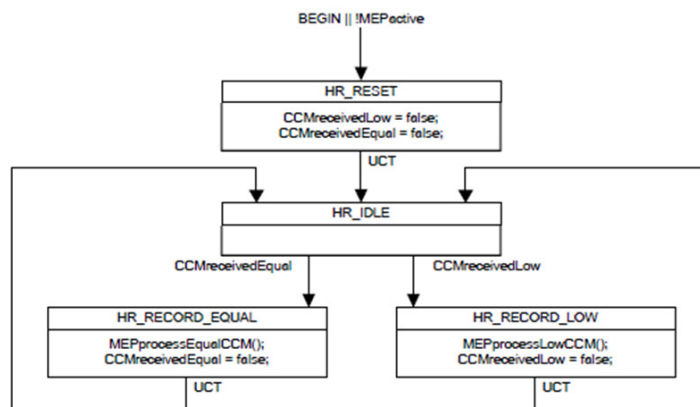 BEGIN || !MEPactive
HR_RESET
CCMreceivedLow = false;
CCMreceivedEqual = false;
UCT
HR_IDLE
CCMreceivedEqual
CCMreceivedLow
HR_RECORD_EQUAL
MEPprocessEqualCCM();
CCMreceivedEqual = false;
UCT
HR_RECORD_LOW
MEPprocessLowCCM();
CCMreceivedLow = false;
UCT